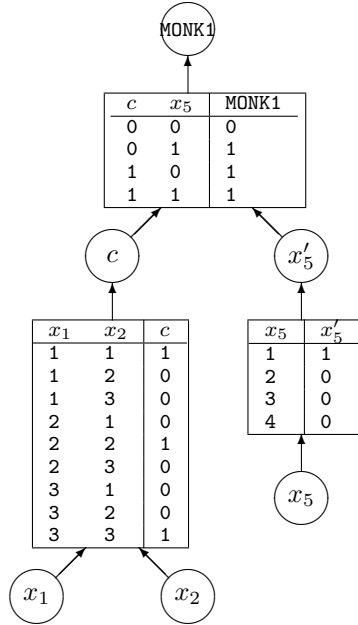 MONK1
c x₅ MONK1
0 0 0
0 1 1
1 0 1
1 1 1
c
x₅′
x₁ x₂ c
1 1 1
1 2 0
1 3 0
2 1 0
2 2 1
2 3 0
3 1 0
3 2 0
3 3 1
x₅ x₅′
1 1
2 0
3 0
4 0
x₅
x₁
x₂